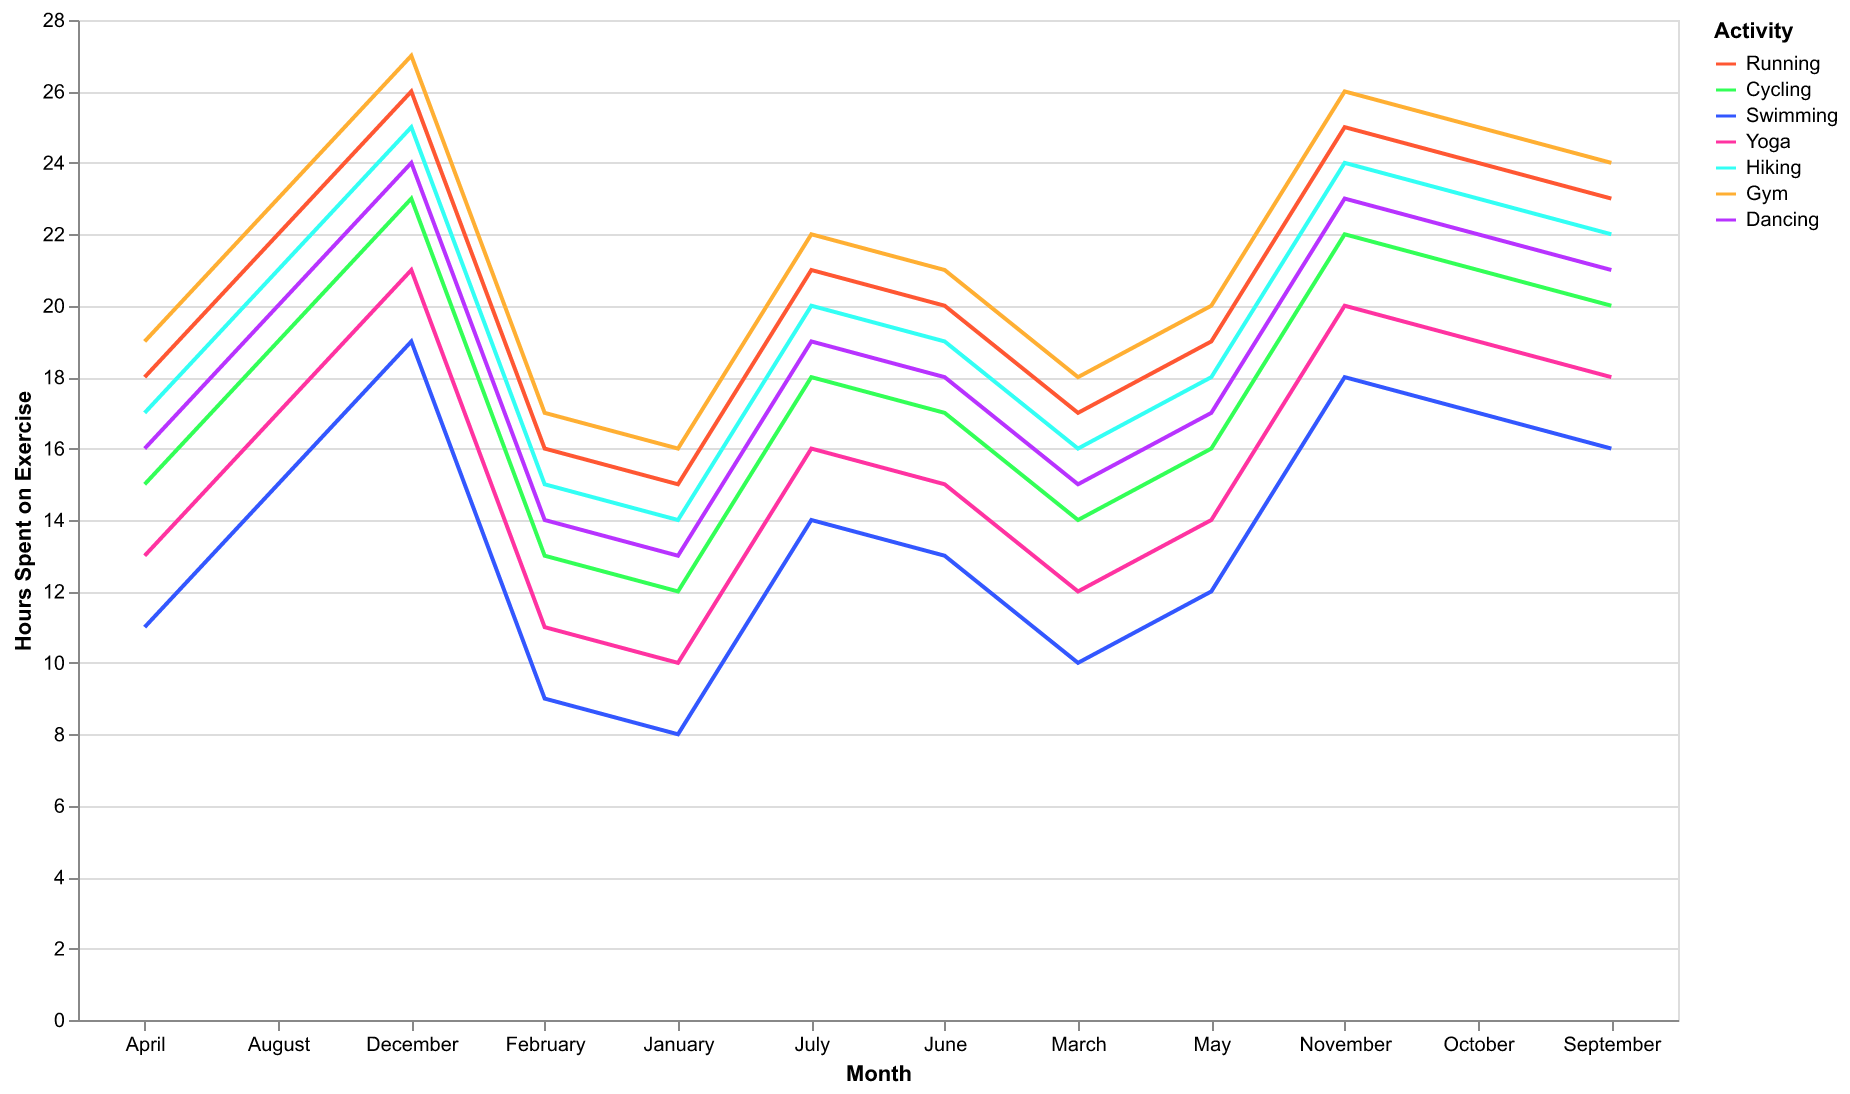 Hours Spent on Exercise
28
26
24
22
20
18
16
14
12
10
8
6
4
2
0
April August December February January July June March May November October September
Month
Activity
Running
Cycling
Swimming
Yoga
Hiking
Gym
Dancing